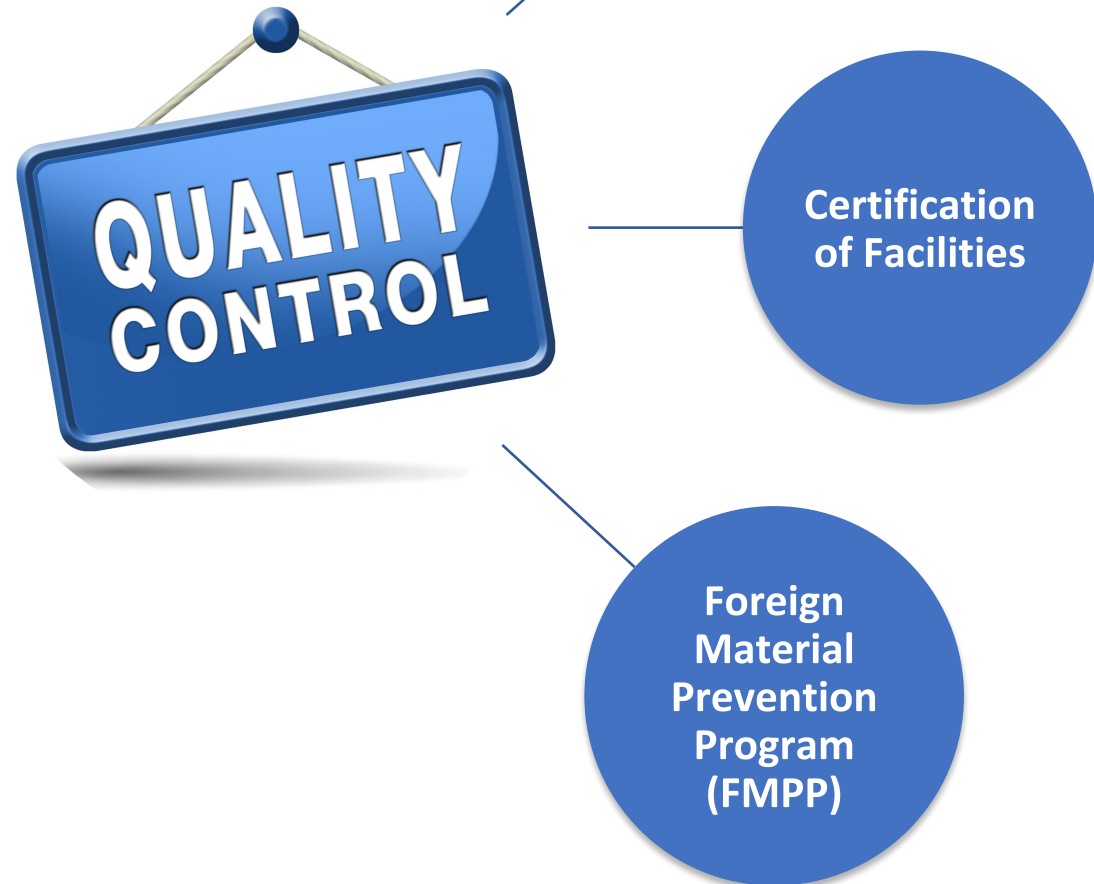 QUALITY
CONTROL
Certification
of Facilities
Foreign
Material
Prevention
Program
(FMPP)